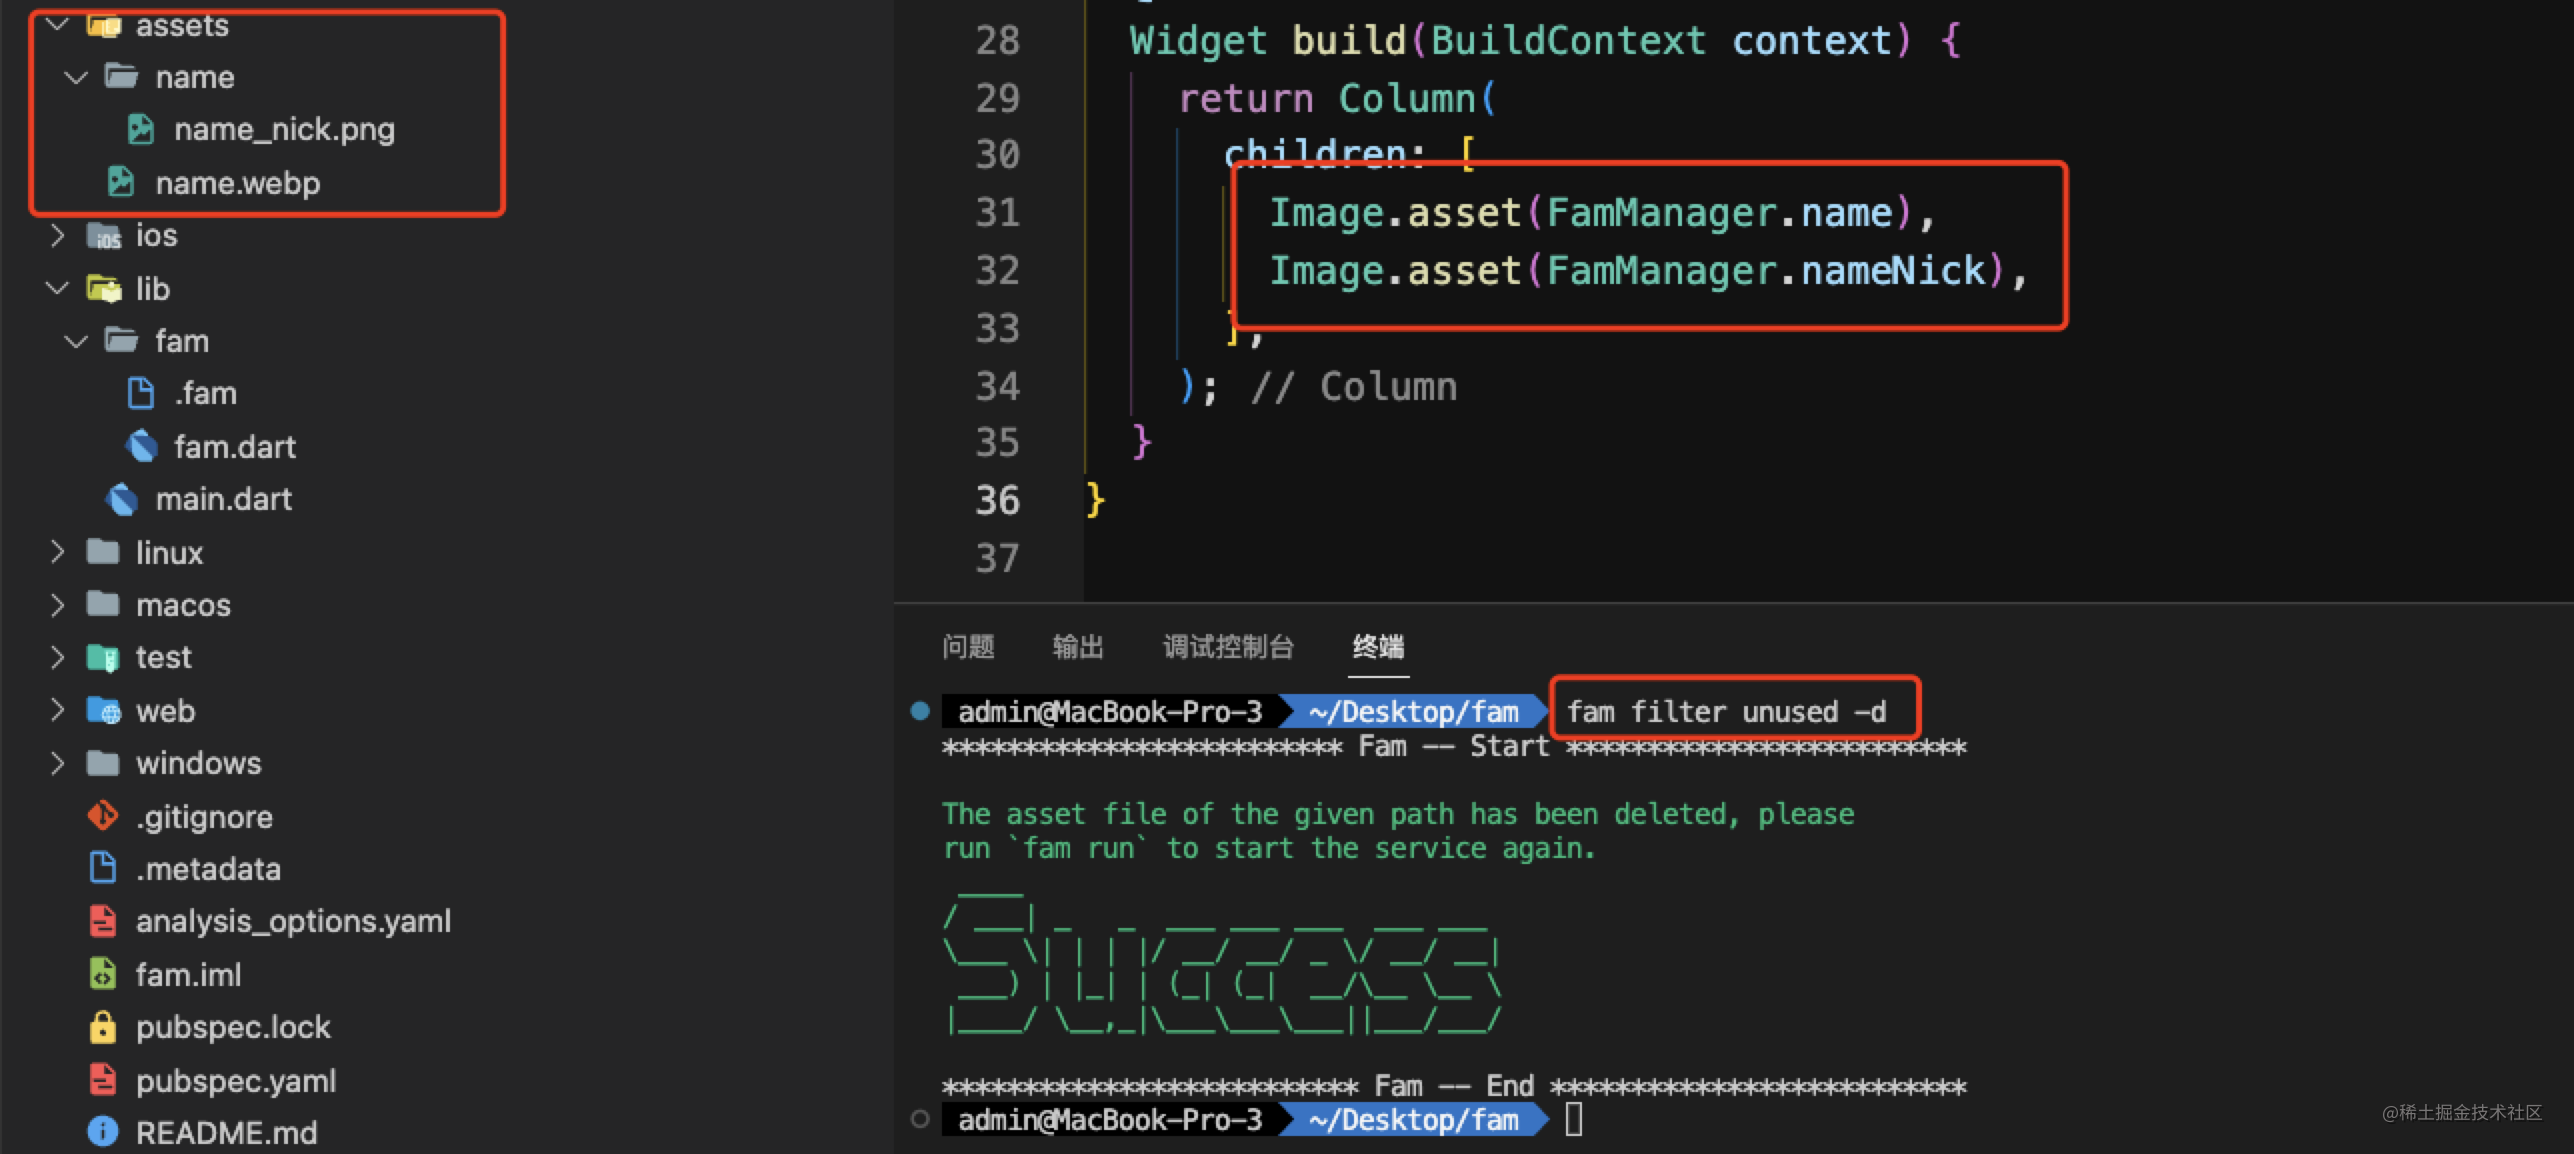 assets
name
name_nick.png
name.webp
ios
lib
fam
.fam
fam.dart
main.dart
linux
macos
test
web
windows
.gitignore
.metadata
analysis_options.yaml
fam.iml
pubspec.lock
pubspec.yaml
README.md
28 Widget build(BuildContext context) {
29 return Column(
30 children: [
31 Image.asset(FamManager.name),
32 Image.asset(FamManager.nameNick),
33 ],
34 ); // Column
35 }
36 }
37
问题 输出 调试控制台 终端
admin@MacBook-Pro-3 ~/Desktop/fam fam filter unused -d
************************* Fam -- Start *************************
The asset file of the given path has been deleted, please
run `fam run` to start the service again.
Success
************************** Fam -- End **************************
admin@MacBook-Pro-3 ~/Desktop/fam
@稀土掘金技术社区